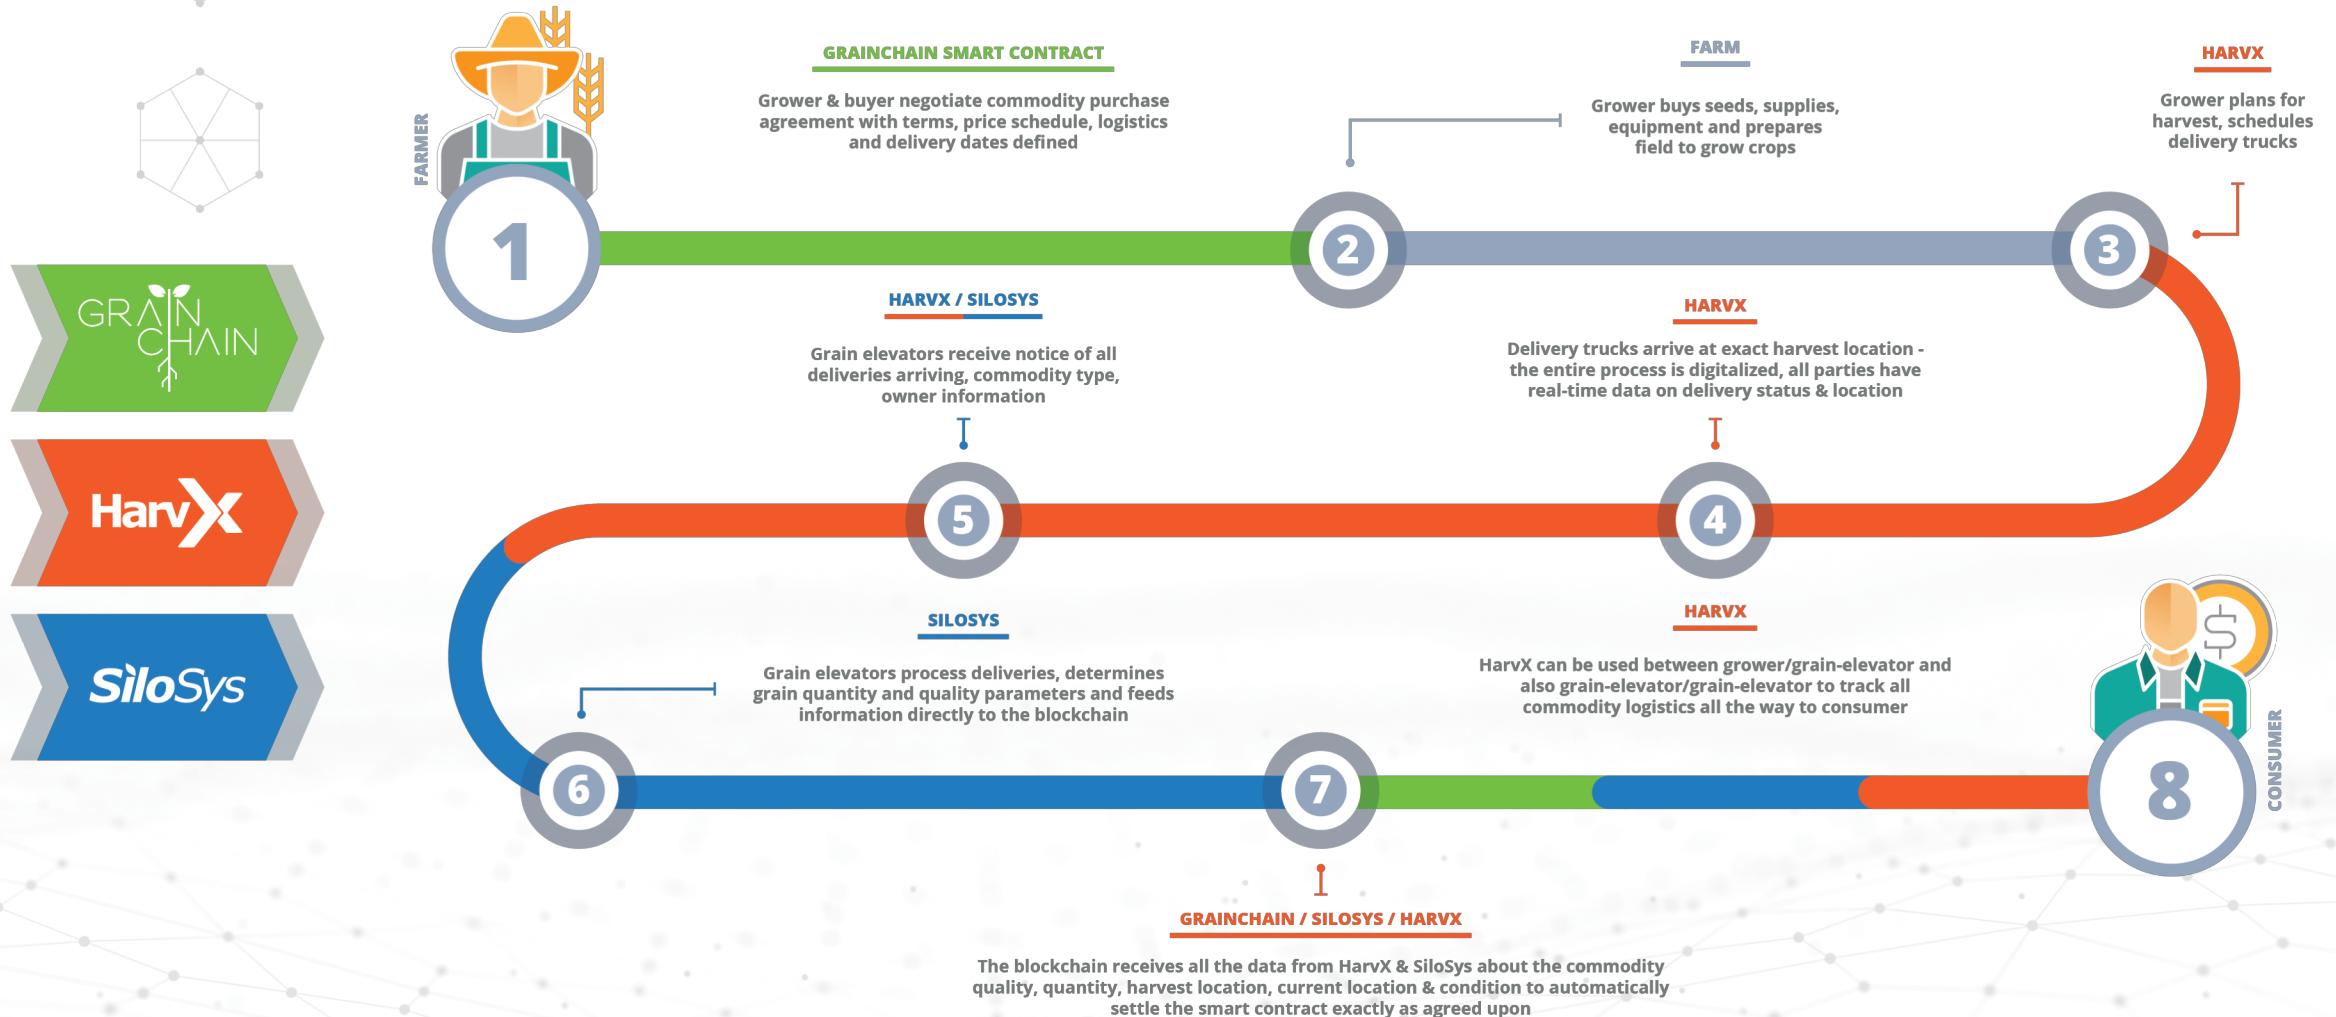 FARMER
1
GRAINCHAIN SMART CONTRACT
Grower & buyer negotiate commodity purchase
agreement with terms, price schedule, logistics
and delivery dates defined
FARM
Grower buys seeds, supplies,
equipment and prepares
field to grow crops
2
HARVX
Grower plans for
harvest, schedules
delivery trucks
3
GRAIN
CHAIN
HarvX
SiloSys
HARVX
Delivery trucks arrive at exact harvest location -
the entire process is digitalized, all parties have
real-time data on delivery status & location
4
HARVX / SILOSYS
Grain elevators receive notice of all
deliveries arriving, commodity type,
owner information
5
SILOSYS
Grain elevators process deliveries, determines
grain quantity and quality parameters and feeds
information directly to the blockchain
6
7
GRAINCHAIN / SILOSYS / HARVX
The blockchain receives all the data from HarvX & SiloSys about the commodity
quality, quantity, harvest location, current location & condition to automatically
settle the smart contract exactly as agreed upon
HARVX
HarvX can be used between grower/grain-elevator and
also grain-elevator/grain-elevator to track all
commodity logistics all the way to consumer
$
8
CONSUMER